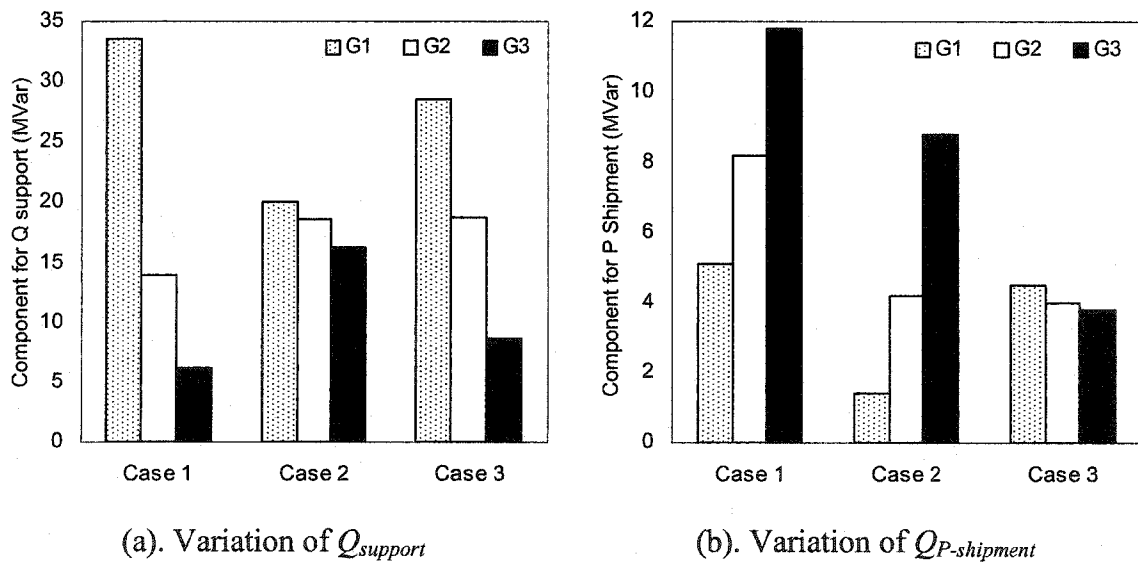 Component for Q support (MVar)
35
30
25
20
15
10
5
0
G1 G2 G3
Case 1 Case 2 Case 3
(a). Variation of Qsupport
Component for P Shipment (MVar)
12
10
8
6
4
2
0
G1 G2 G3
Case 1 Case 2 Case 3
(b). Variation of QP-shipment